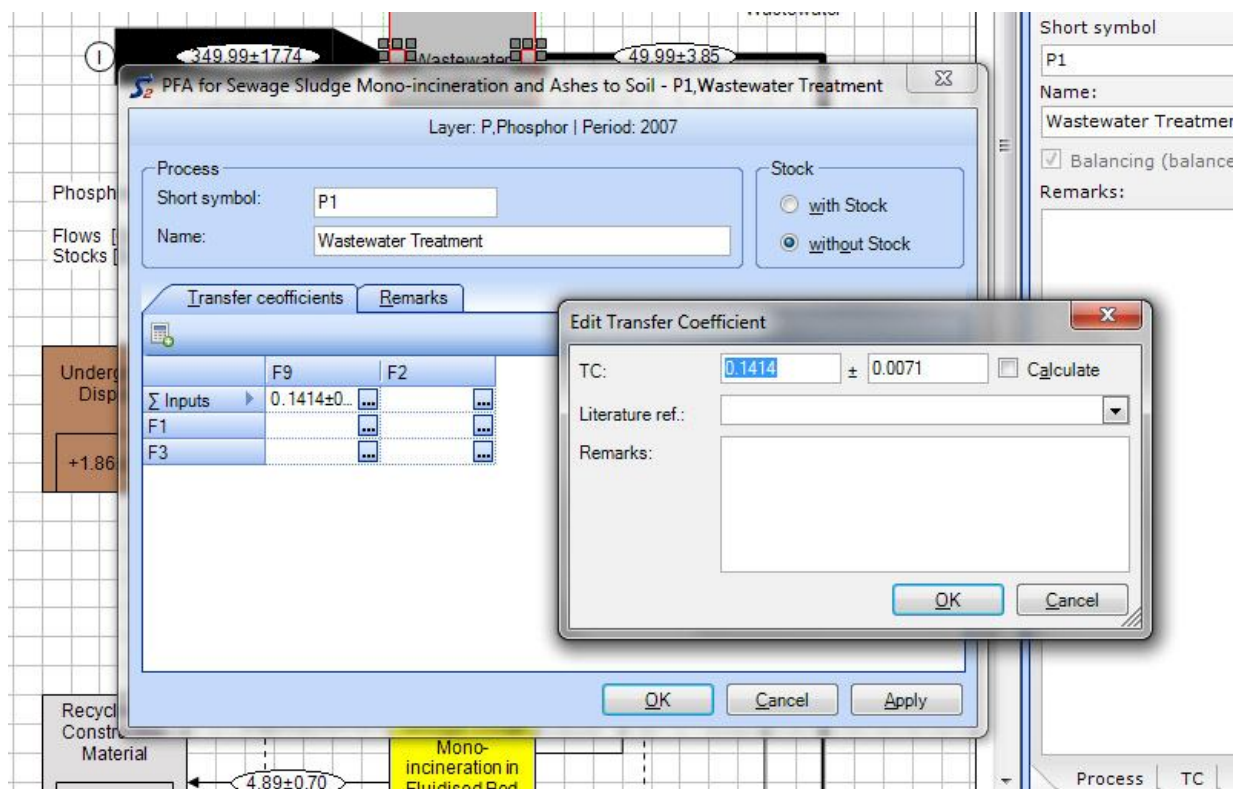 Short symbol
P1
Name:
Wastewater
Wastewater
I
349.99±17.74
49.99±3.85
PFA for Sewage Sludge Mono-incineration and Ashes to Soil - P1,Wastewater Treatment
Layer: P,Phosphor | Period: 2007
Process
Short symbol:
P1
Name:
Wastewater Treatment
Stock
with Stock
without Stock
Transfer ceofficients
Remarks
F9
F2
Σ Inputs
0.1414±0...
...
...
F1
...
...
F3
...
...
OK
Cancel
Apply
Edit Transfer Coefficient
TC:
0.1414
±
0.0071
Calculate
Literature ref.:
Remarks:
OK
Cancel
Wastewater Treatmer
Balancing (balance
Remarks:
Phosph
Flows [
Stocks [
Underg
Disp
+1.86
Recycl
Constru
Material
4.89±0.70
Mono-
incineration in
Fluidised Bed
Process
TC